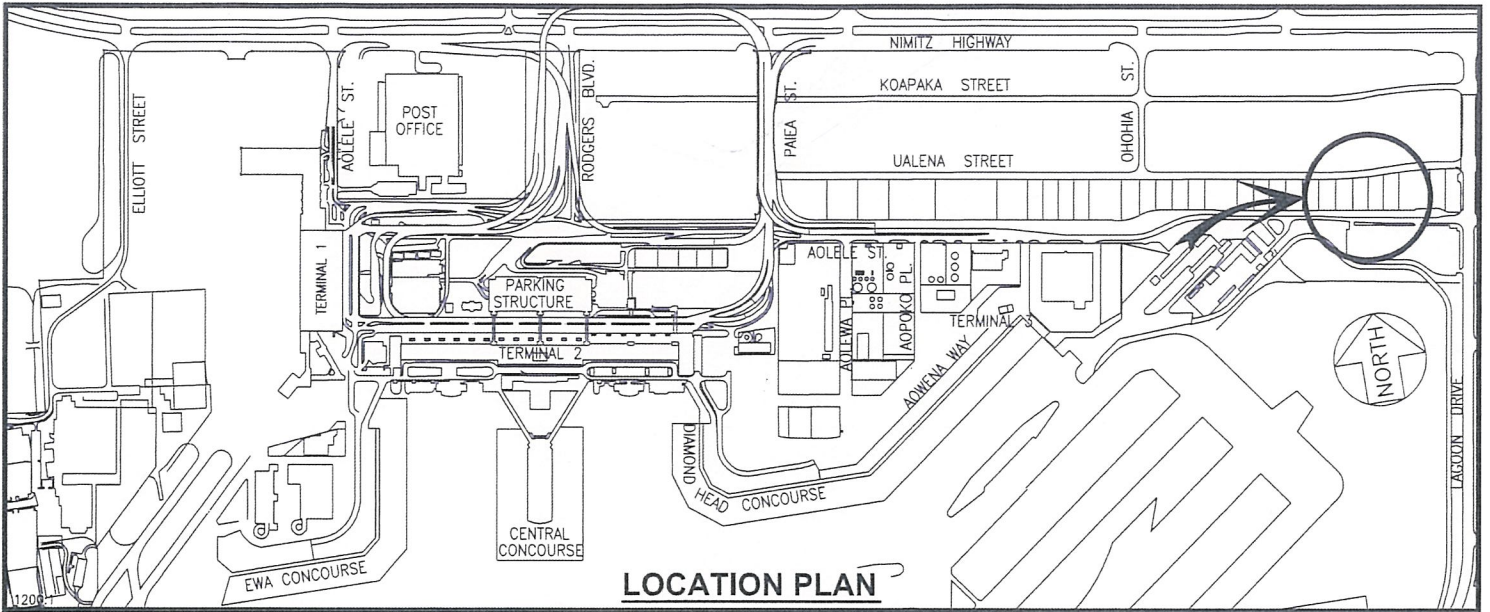 NIMITZ HIGHWAY
KOAPAKA STREET
UALENA STREET
ELLIOTT STREET
AOLELE ST.
POST
OFFICE
RODGERS BLVD.
PAIEA ST.
OHOHIA ST.
TERMINAL 1
PARKING
STRUCTURE
TERMINAL 2
AOLELE ST.
AOLEWA PL.
AOPOKO PL.
TERMINAL 3
AOWENA WAY
NORTH
LAGOON DRIVE
DIAMOND
HEAD CONCOURSE
CENTRAL
CONCOURSE
EWA CONCOURSE
LOCATION PLAN